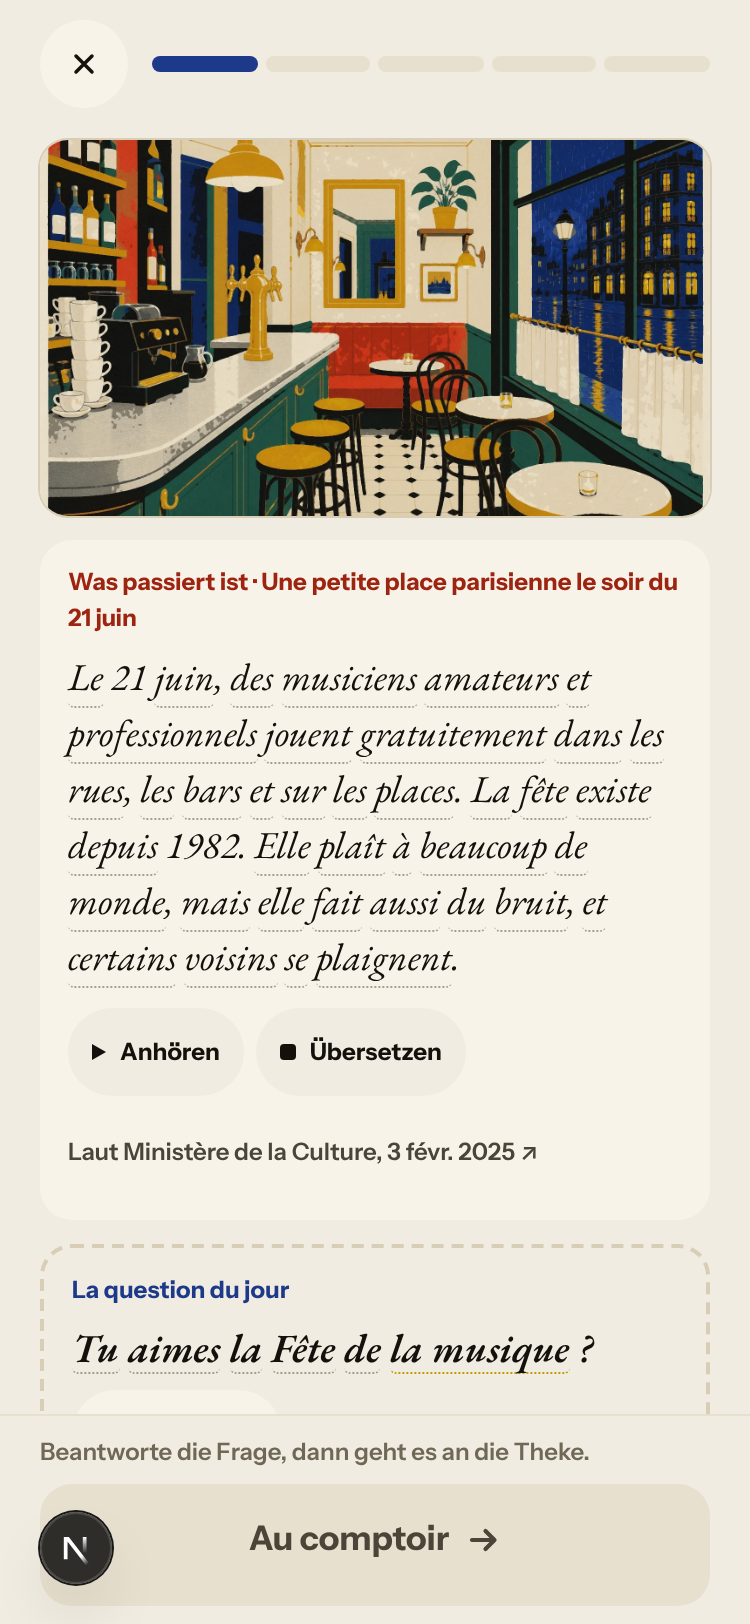 Was passiert ist · Une petite place parisienne le soir du
21 juin
Le 21 juin, des musiciens amateurs et
professionnels jouent gratuitement dans les
rues, les bars et sur les places. La fête existe
depuis 1982. Elle plaît à beaucoup de
monde, mais elle fait aussi du bruit, et
certains voisins se plaignent.
Anhören
Übersetzen
Laut Ministère de la Culture, 3 févr. 2025 ↗
La question du jour
Tu aimes la Fête de la musique ?
Beantworte die Frage, dann geht es an die Theke.
Au comptoir →
N